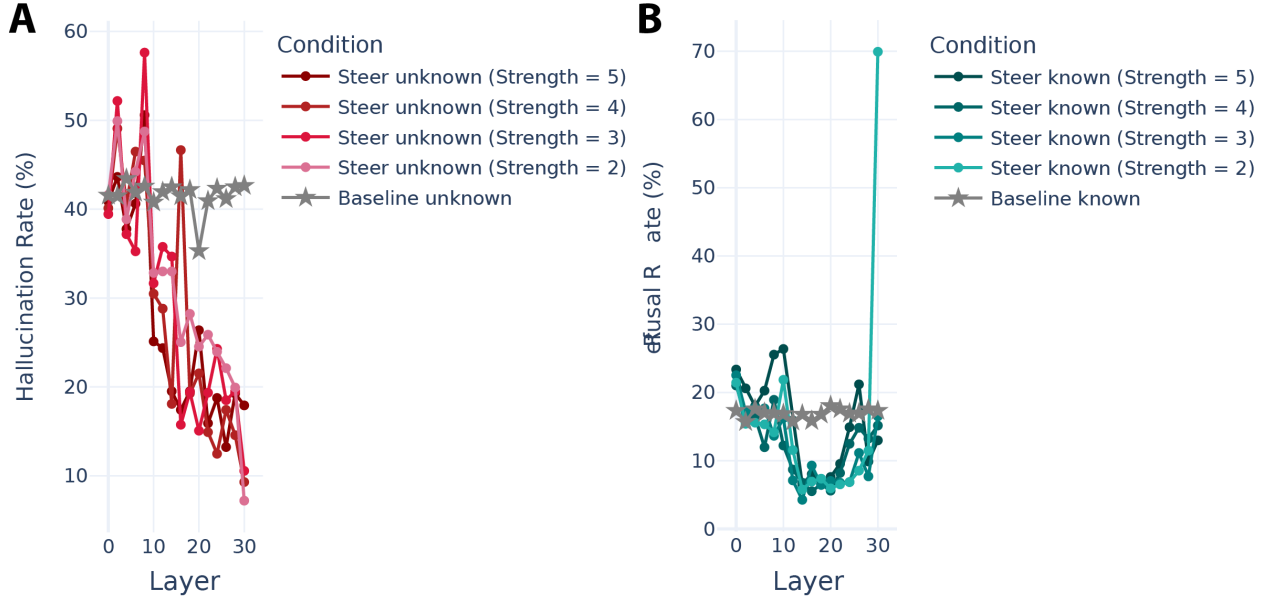 A
Hallucination Rate (%)
60
50
40
30
20
10
0 10 20 30
Layer
Condition
Steer unknown (Strength = 5)
Steer unknown (Strength = 4)
Steer unknown (Strength = 3)
Steer unknown (Strength = 2)
Baseline unknown
B
efusal R ate (%)
R
70
60
50
40
30
20
10
0
0 10 20 30
Layer
Condition
Steer known (Strength = 5)
Steer known (Strength = 4)
Steer known (Strength = 3)
Steer known (Strength = 2)
Baseline known